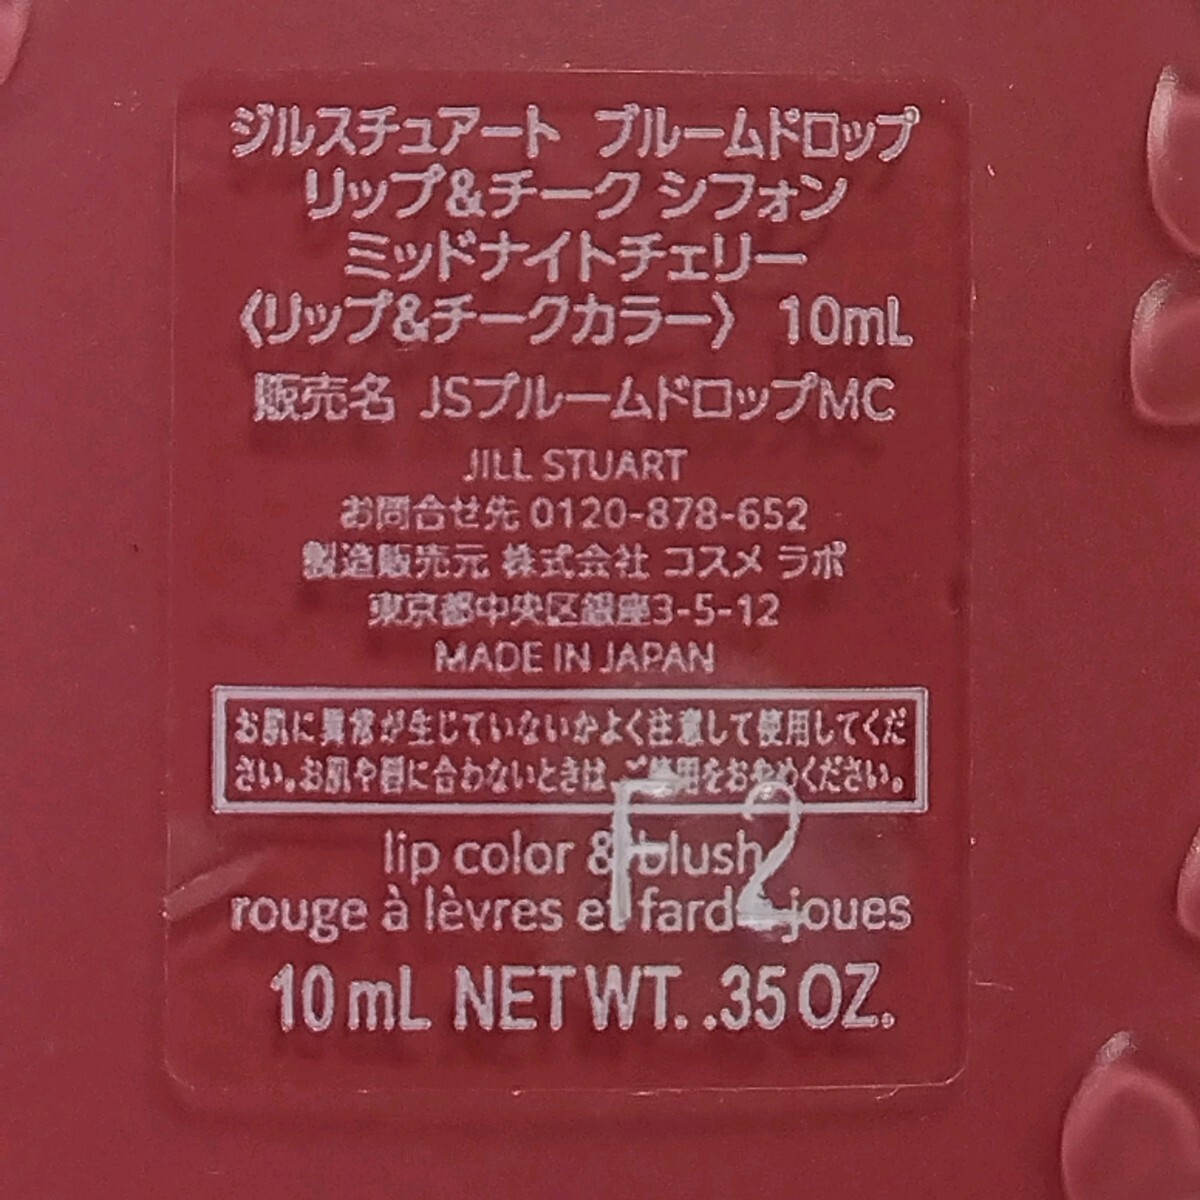 ジルスチュアート ブルームドロップ
リップ&チーク シフォン
ミッドナイトチェリー
〈リップ&チークカラー〉 10mL
販売名 JSブルームドロップMC
JILL STUART
お問合せ先 0120-878-652
製造販売元 株式会社 コスメ ラボ
東京都中央区銀座3-5-12
MADE IN JAPAN
お肌に異常が生じていないかよく注意して使用してくだ
さい。お肌や唇に合わないときは、ご使用をおやめください。
F2
lip color & blush
rouge à lèvres et fard à joues
10 mL NET WT. .35 OZ.